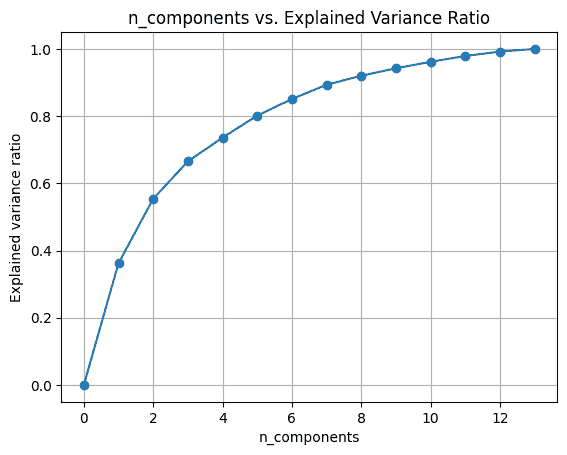 n_components vs. Explained Variance Ratio
1.0
0.8
0.6
0.4
0.2
0.0
Explained variance ratio
0 2 4 6 8 10 12
n_components